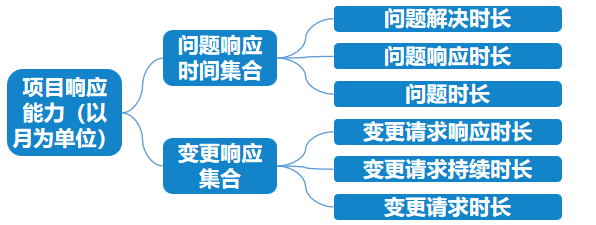 项目响应
能力（以
月为单位）
问题响应
时间集合
问题解决时长
问题响应时长
问题时长
变更响应
集合
变更请求响应时长
变更请求持续时长
变更请求时长